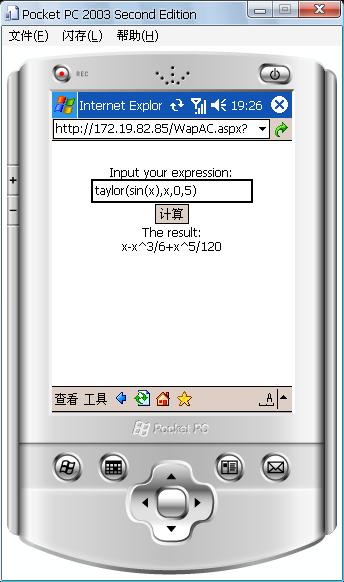 Pocket PC 2003 Second Edition
文件(F) 闪存(L) 帮助(H)
REC
Internet Explor 19:26
http://172.19.82.85/WapAC.aspx?
Input your expression:
taylor(sin(x),x,0,5)
计算
The result:
x-x^3/6+x^5/120
查看 工具 A
Pocket PC